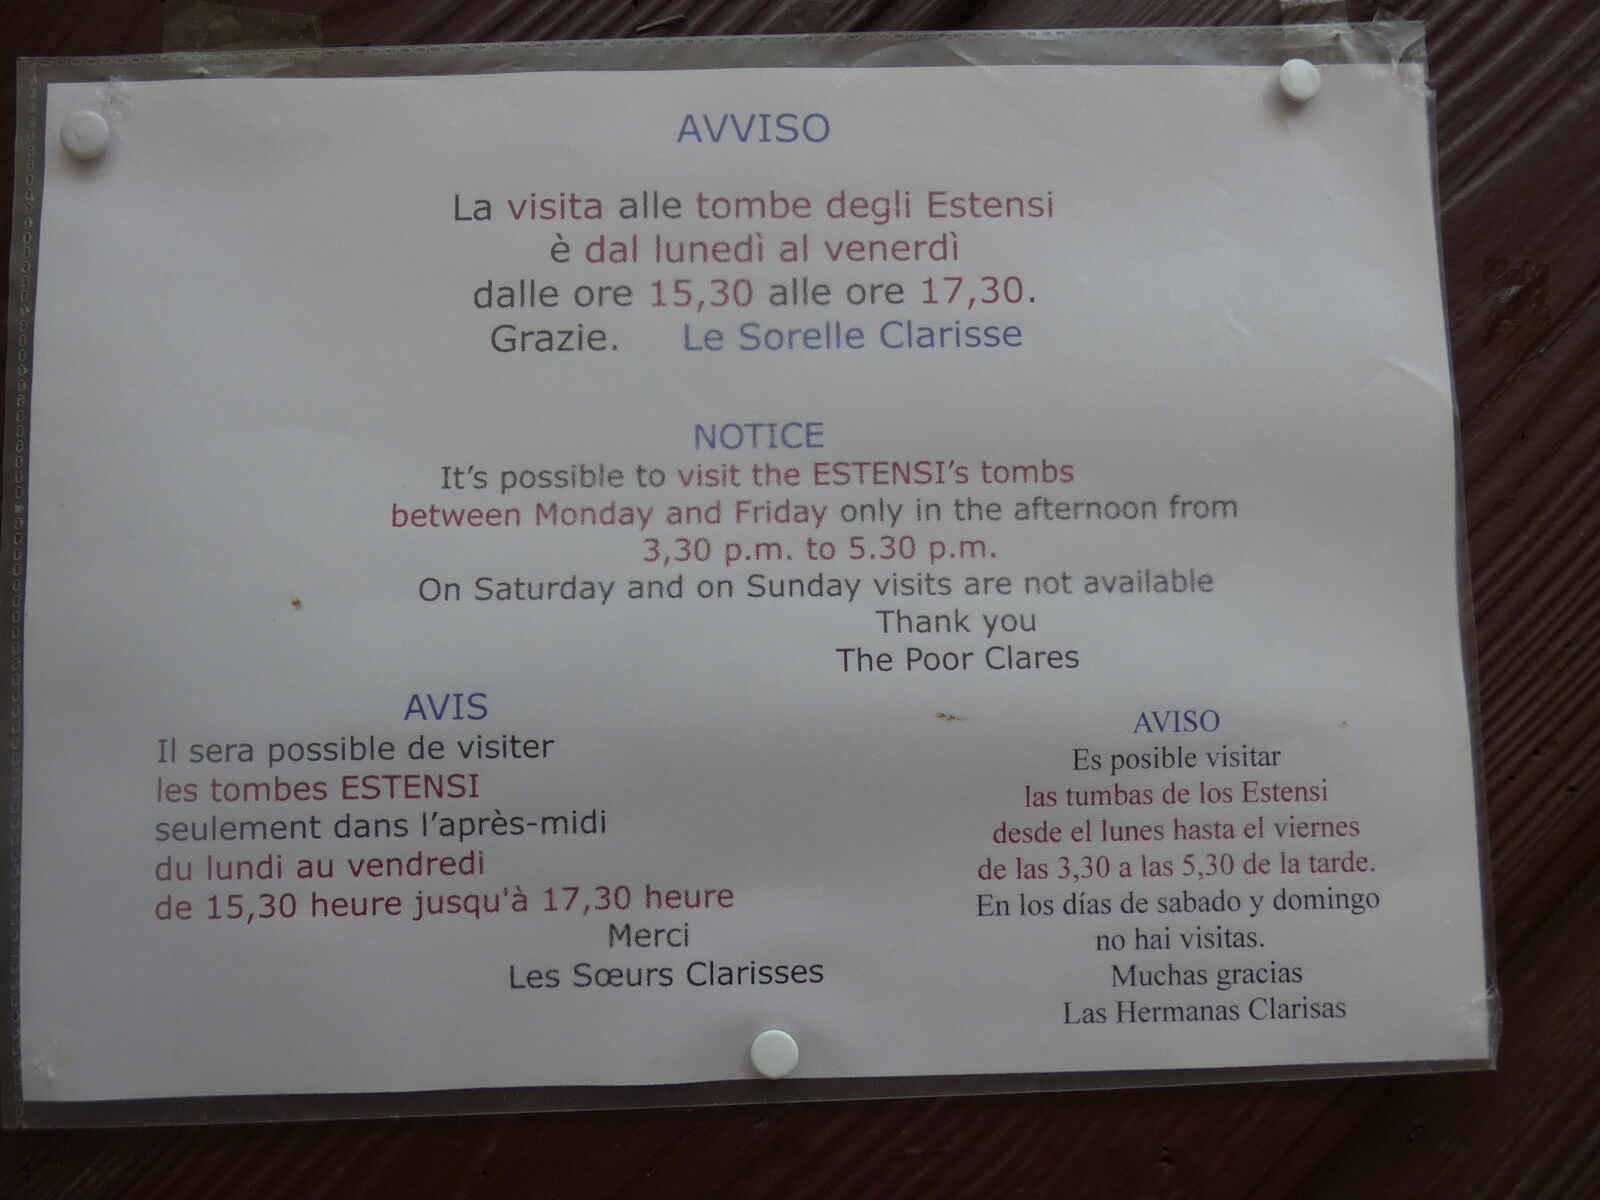 AVVISO
La visita alle tombe degli Estensi
è dal lunedì al venerdì
dalle ore 15,30 alle ore 17,30.
Grazie. Le Sorelle Clarisse
NOTICE
It's possible to visit the ESTENSI's tombs
between Monday and Friday only in the afternoon from
3,30 p.m. to 5.30 p.m.
On Saturday and on Sunday visits are not available
Thank you
The Poor Clares
AVIS
Il sera possible de visiter
les tombes ESTENSI
seulement dans l'après-midi
du lundi au vendredi
de 15,30 heure jusqu'à 17,30 heure
Merci
Les Sœurs Clarisses
AVISO
Es posible visitar
las tumbas de los Estensi
desde el lunes hasta el viernes
de las 3,30 a las 5,30 de la tarde.
En los días de sabado y domingo
no hai visitas.
Muchas gracias
Las Hermanas Clarisas